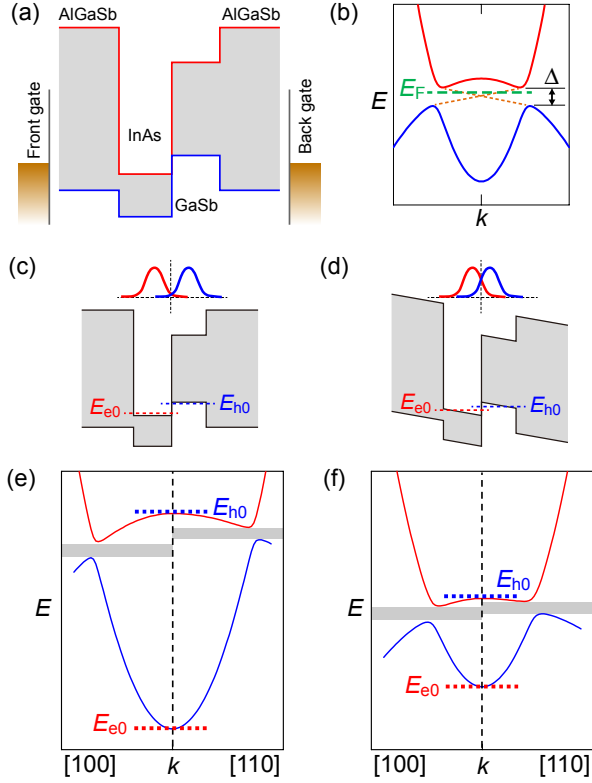 (a)
AlGaSb
AlGaSb
Front gate
InAs
GaSb
Back gate
(b)
E
E_F
Δ
k
(c)
E_e0
E_h0
(d)
E_e0
E_h0
(e)
E
E_h0
E_e0
[100]
k
[110]
(f)
E
E_h0
E_e0
[100]
k
[110]